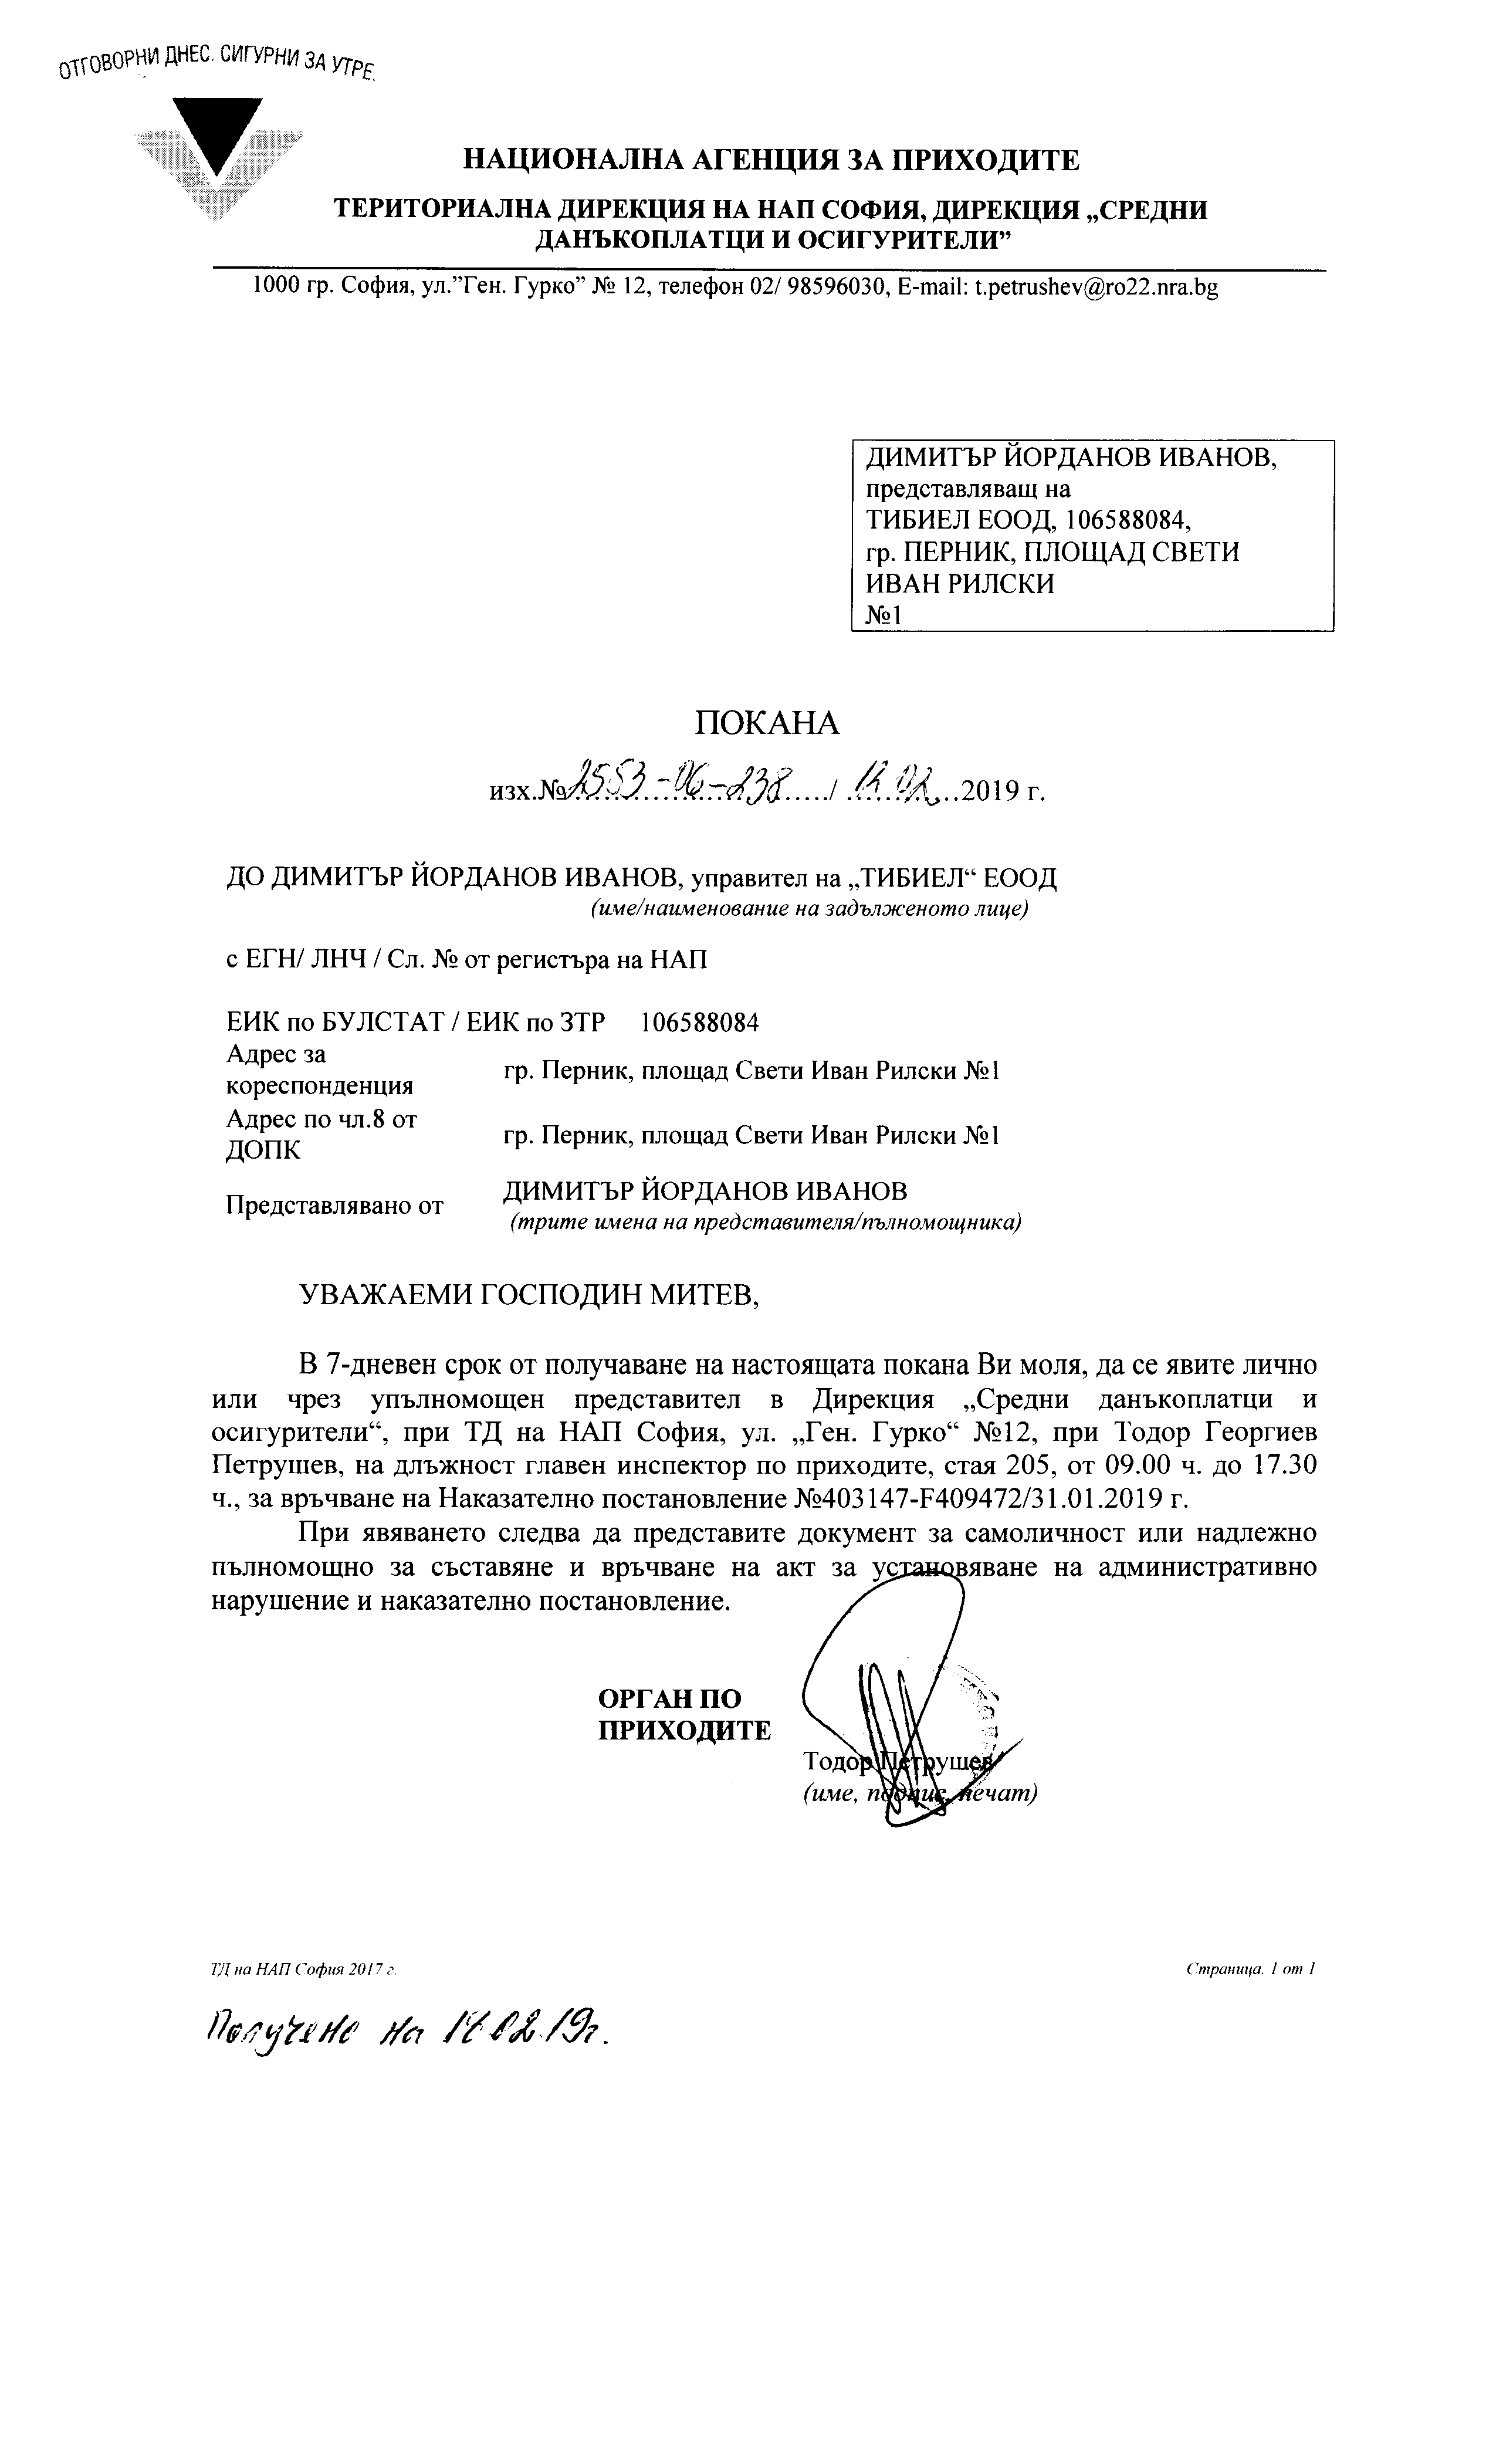 ОТГОВОРНИ ДНЕС. СИГУРНИ ЗА УТРЕ.
НАЦИОНАЛНА АГЕНЦИЯ ЗА ПРИХОДИТЕ
ТЕРИТОРИАЛНА ДИРЕКЦИЯ НА НАП СОФИЯ, ДИРЕКЦИЯ „СРЕДНИ
ДАНЪКОПЛАТЦИ И ОСИГУРИТЕЛИ”
1000 гр. София, ул.”Ген. Гурко” № 12, телефон 02/ 98596030, E-mail: t.petrushev@ro22.nra.bg
ДИМИТЪР ЙОРДАНОВ ИВАНОВ,
представляващ на
ТИБИЕЛ ЕООД, 106588084,
гр. ПЕРНИК, ПЛОЩАД СВЕТИ
ИВАН РИЛСКИ
№1
ПОКАНА
изх.№ 2553-06-238 / 2019 г.
ДО ДИМИТЪР ЙОРДАНОВ ИВАНОВ, управител на „ТИБИЕЛ“ ЕООД
(име/наименование на задълженото лице)
с ЕГН/ ЛНЧ / Сл. № от регистъра на НАП
ЕИК по БУЛСТАТ / ЕИК по ЗТР 106588084
Адрес за
кореспонденция
гр. Перник, площад Свети Иван Рилски №1
Адрес по чл.8 от
ДОПК
гр. Перник, площад Свети Иван Рилски №1
Представлявано от
ДИМИТЪР ЙОРДАНОВ ИВАНОВ
(трите имена на представителя/пълномощника)
УВАЖАЕМИ ГОСПОДИН МИТЕВ,
В 7-дневен срок от получаване на настоящата покана Ви моля, да се явите лично
или чрез упълномощен представител в Дирекция „Средни данъкоплатци и
осигурители“, при ТД на НАП София, ул. „Ген. Гурко“ №12, при Тодор Георгиев
Петрушев, на длъжност главен инспектор по приходите, стая 205, от 09.00 ч. до 17.30
ч., за връчване на Наказателно постановление №403147-F409472/31.01.2019 г.
При явяването следва да представите документ за самоличност или надлежно
пълномощно за съставяне и връчване на акт за установяване на административно
нарушение и наказателно постановление.
ОРГАН ПО
ПРИХОДИТЕ
Тодор Петрушев
(име, подпис, печат)
ТД на НАП София 2017 г.
Страница. 1 от 1
Получено на